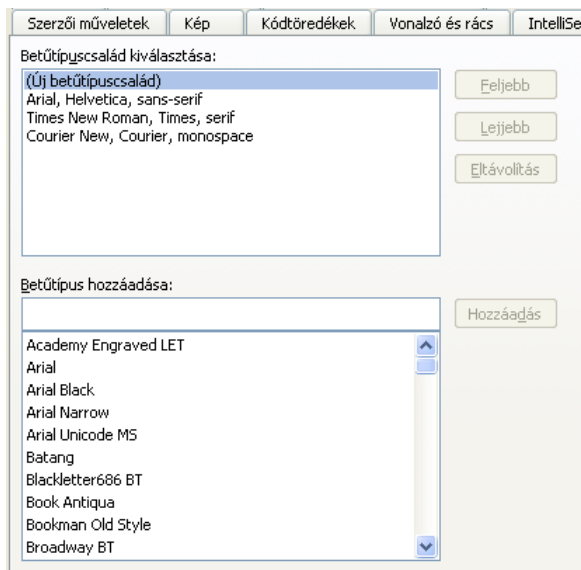 Szerzői műveletek Kép Kódtöredékek Vonalzó és rács IntelliSe
Betűtípuscsalád kiválasztása:
(Új betűtípuscsalád)
Arial, Helvetica, sans-serif
Times New Roman, Times, serif
Courier New, Courier, monospace
Feljebb
Lejjebb
Eltávolítás
Betűtípus hozzáadása:
Hozzáadás
Academy Engraved LET
Arial
Arial Black
Arial Narrow
Arial Unicode MS
Batang
Blackletter686 BT
Book Antiqua
Bookman Old Style
Broadway BT